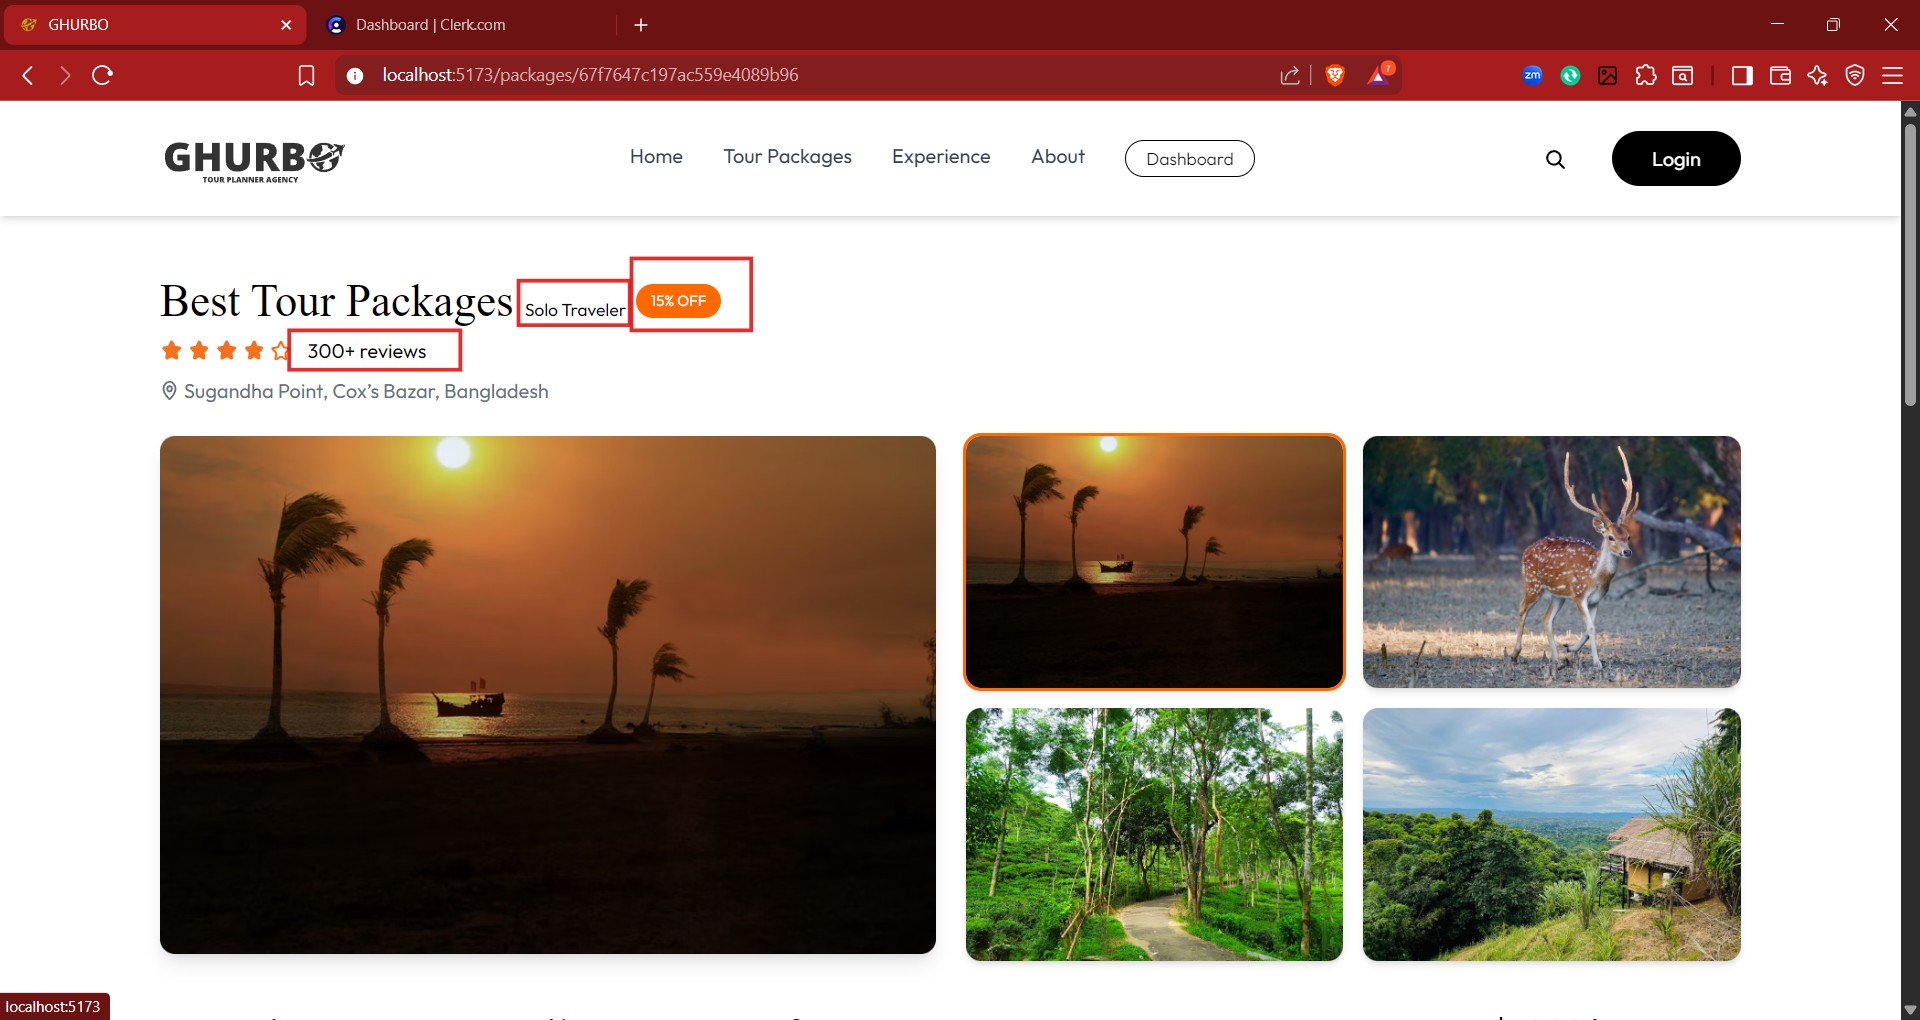 GHURBO
Dashboard | Clerk.com
localhost:5173/packages/67f7647c197ac559e4089b96
7
zm
GHURBO
TOUR PLANNER AGENCY
Home
Tour Packages
Experience
About
Dashboard
Login
Best Tour Packages
Solo Traveler
15% OFF
300+ reviews
Sugandha Point, Cox's Bazar, Bangladesh
localhost:5173